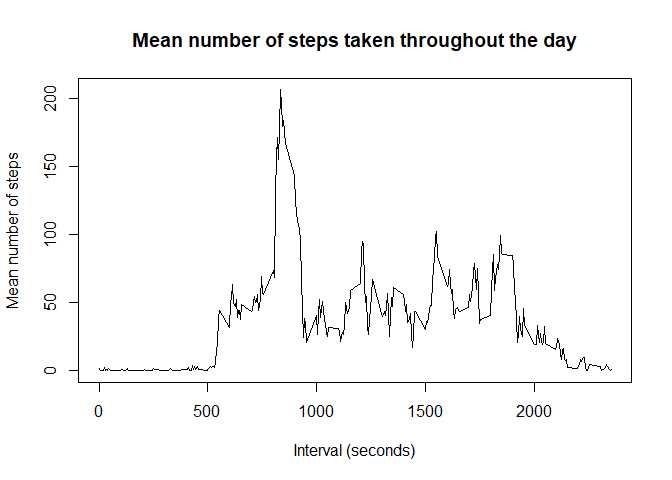 Mean number of steps taken throughout the day
Mean number of steps
200
150
100
50
0
0 500 1000 1500 2000
Interval (seconds)